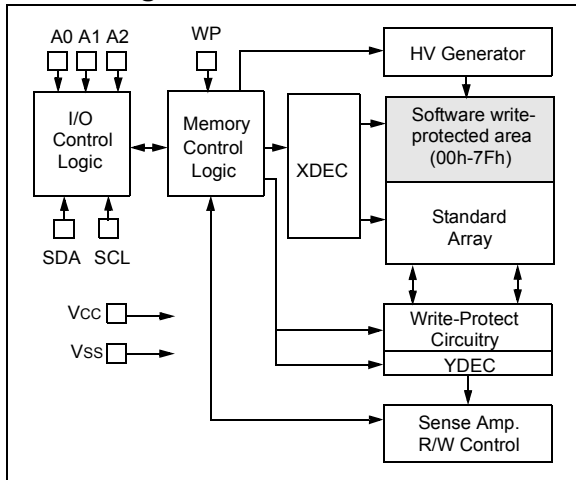 A0 A1 A2
WP
HV Generator
I/O
Control
Logic
Memory
Control
Logic
XDEC
Software write-
protected area
(00h-7Fh)
Standard
Array
SDA SCL
VCC
VSS
Write-Protect
Circuitry
YDEC
Sense Amp.
R/W Control